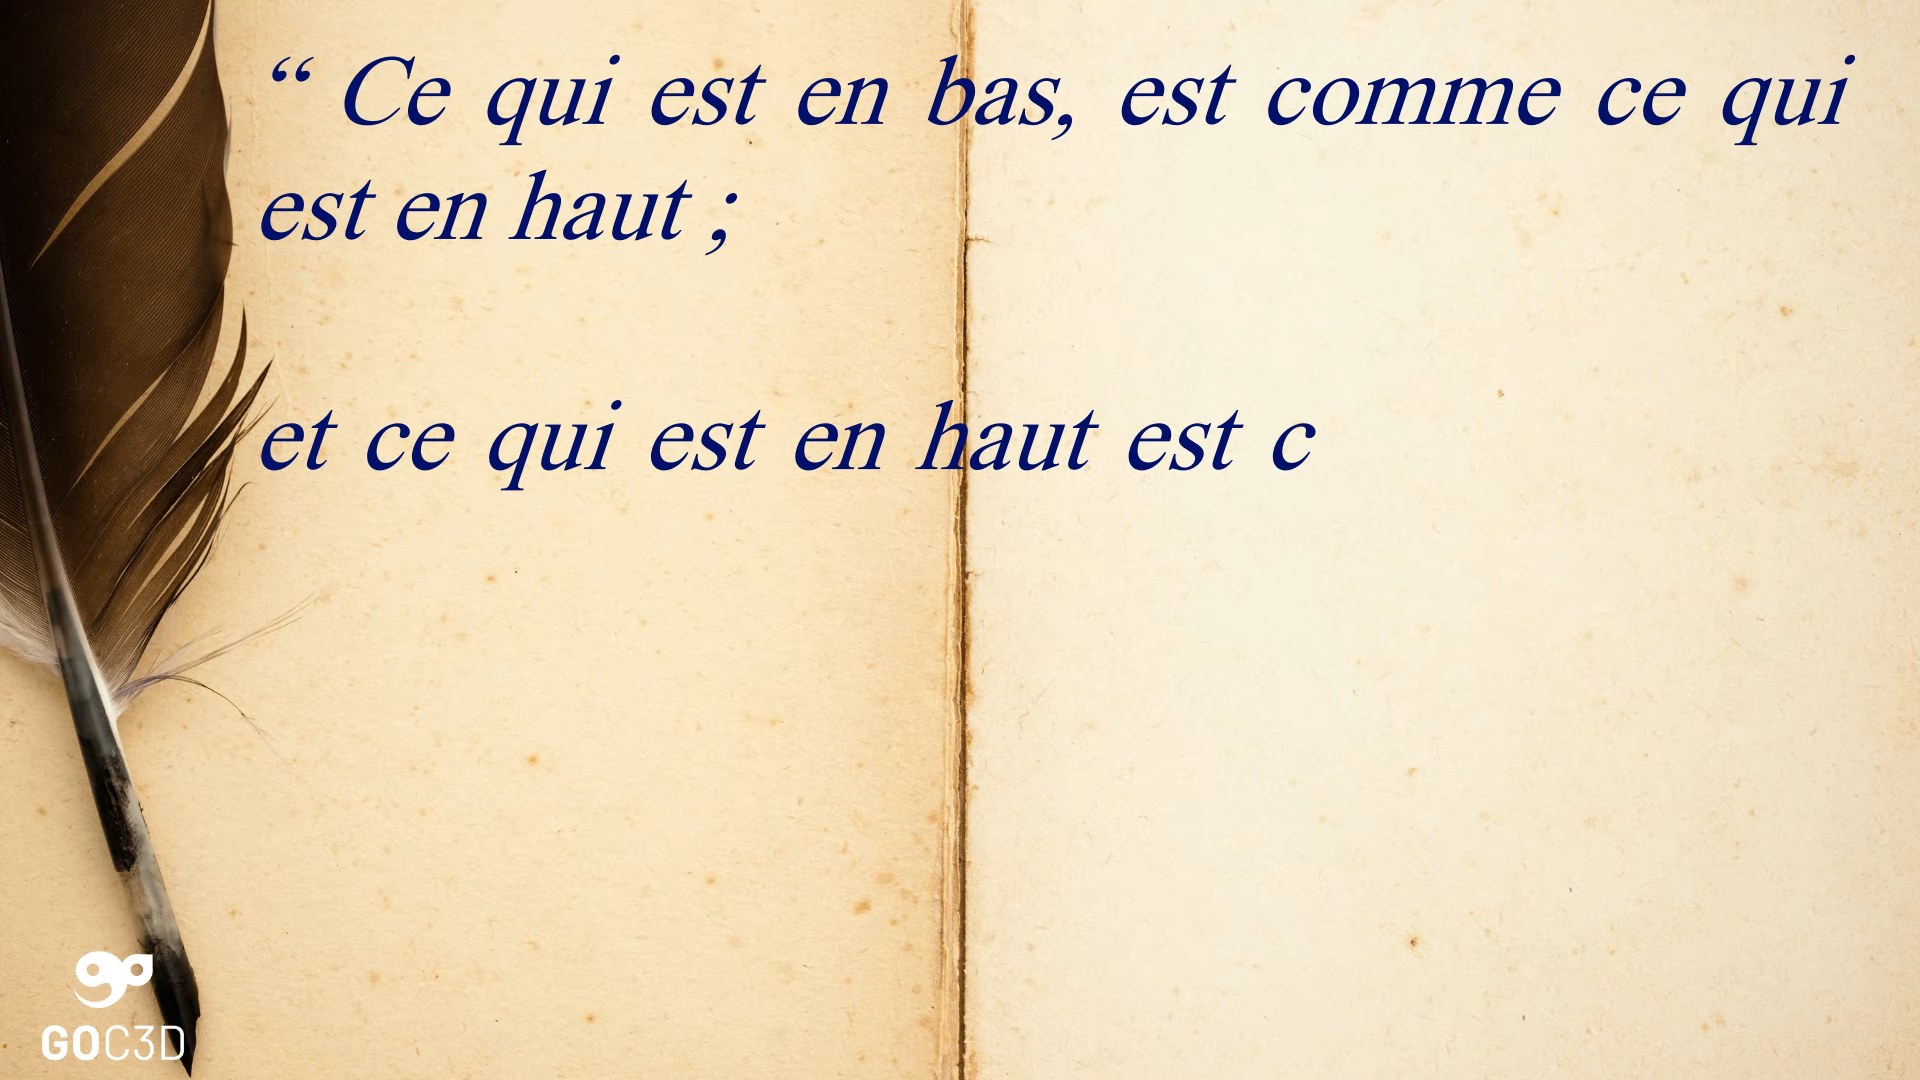 “ Ce qui est en bas, est comme ce qui
est en haut ;
et ce qui est en haut est c
GOC3D